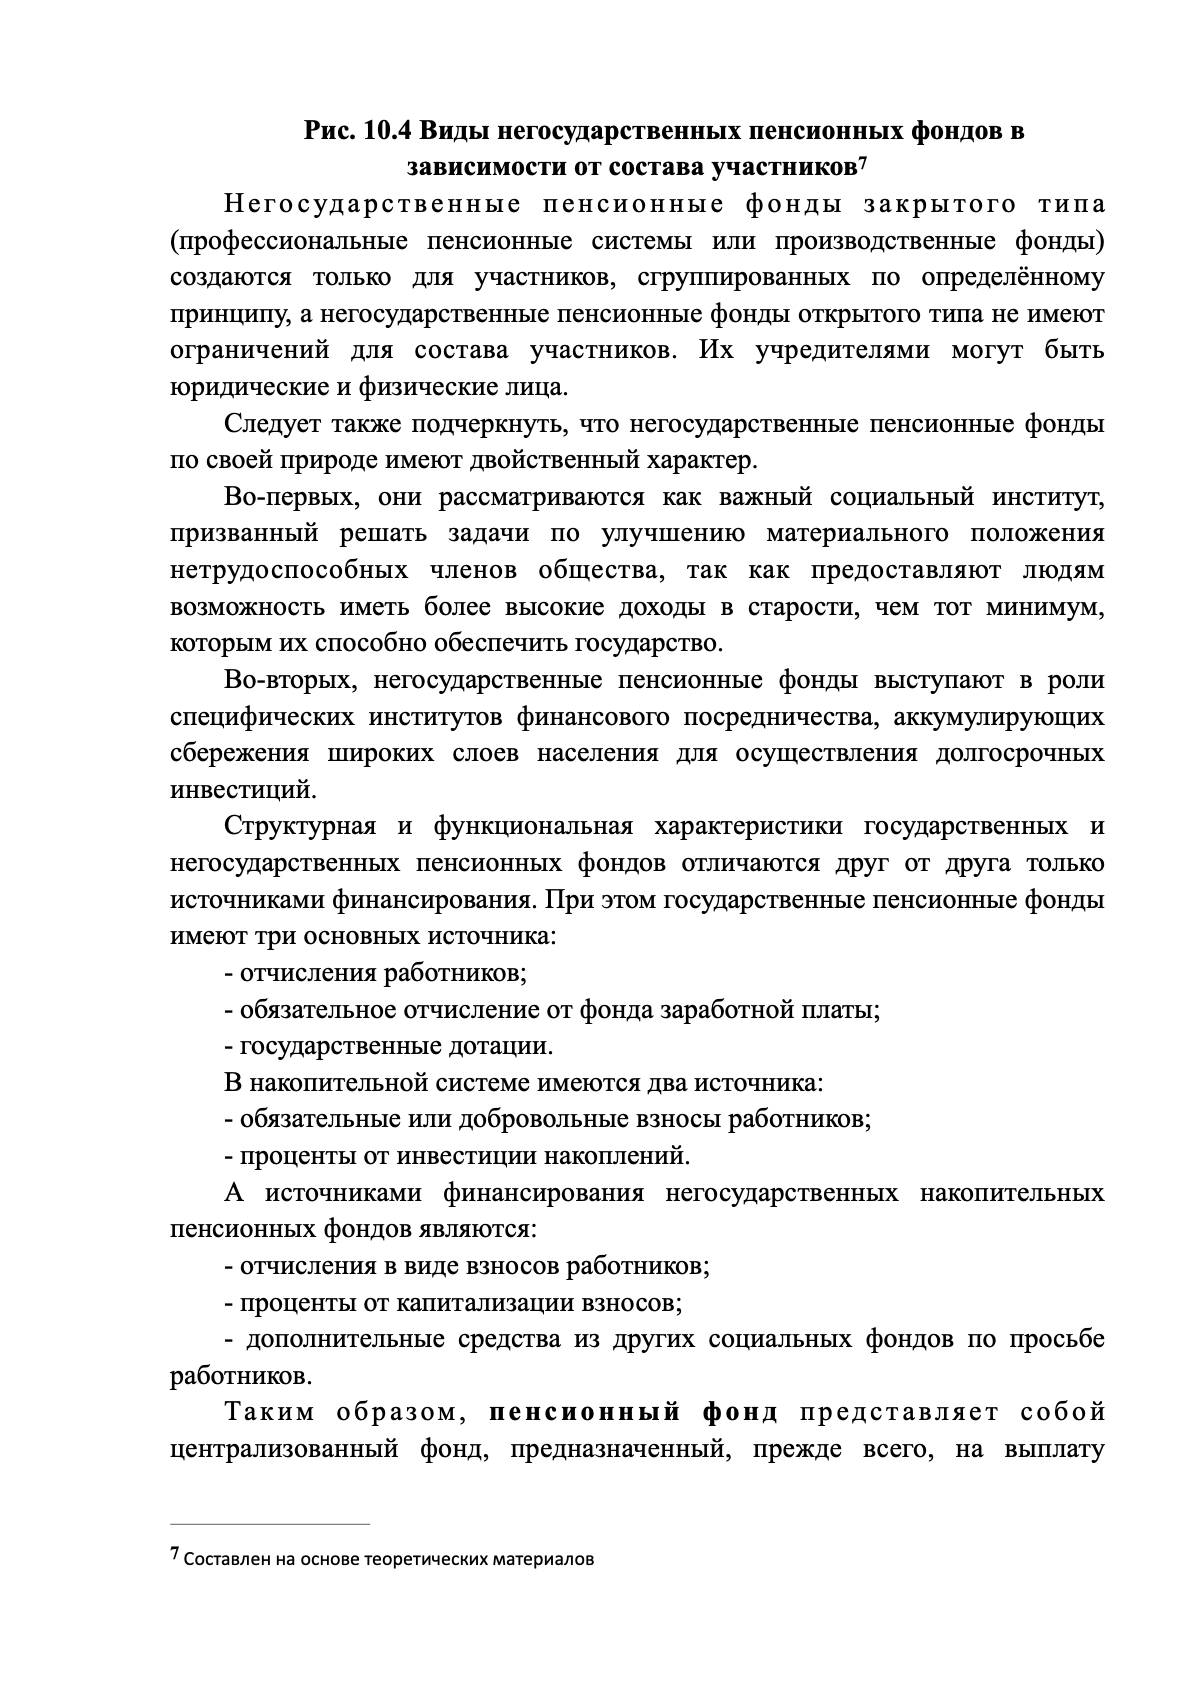 Рис. 10.4 Виды негосударственных пенсионных фондов в
зависимости от состава участников7
Негосударственные пенсионные фонды закрытого типа
(профессиональные пенсионные системы или производственные фонды)
создаются только для участников, сгруппированных по определённому
принципу, а негосударственные пенсионные фонды открытого типа не имеют
ограничений для состава участников. Их учредителями могут быть
юридические и физические лица.
Следует также подчеркнуть, что негосударственные пенсионные фонды
по своей природе имеют двойственный характер.
Во-первых, они рассматриваются как важный социальный институт,
призванный решать задачи по улучшению материального положения
нетрудоспособных членов общества, так как предоставляют людям
возможность иметь более высокие доходы в старости, чем тот минимум,
которым их способно обеспечить государство.
Во-вторых, негосударственные пенсионные фонды выступают в роли
специфических институтов финансового посредничества, аккумулирующих
сбережения широких слоев населения для осуществления долгосрочных
инвестиций.
Структурная и функциональная характеристики государственных и
негосударственных пенсионных фондов отличаются друг от друга только
источниками финансирования. При этом государственные пенсионные фонды
имеют три основных источника:
- отчисления работников;
- обязательное отчисление от фонда заработной платы;
- государственные дотации.
В накопительной системе имеются два источника:
- обязательные или добровольные взносы работников;
- проценты от инвестиции накоплений.
А источниками финансирования негосударственных накопительных
пенсионных фондов являются:
- отчисления в виде взносов работников;
- проценты от капитализации взносов;
- дополнительные средства из других социальных фондов по просьбе
работников.
Таким образом, пенсионный фонд представляет собой
централизованный фонд, предназначенный, прежде всего, на выплату
7 Составлен на основе теоретических материалов